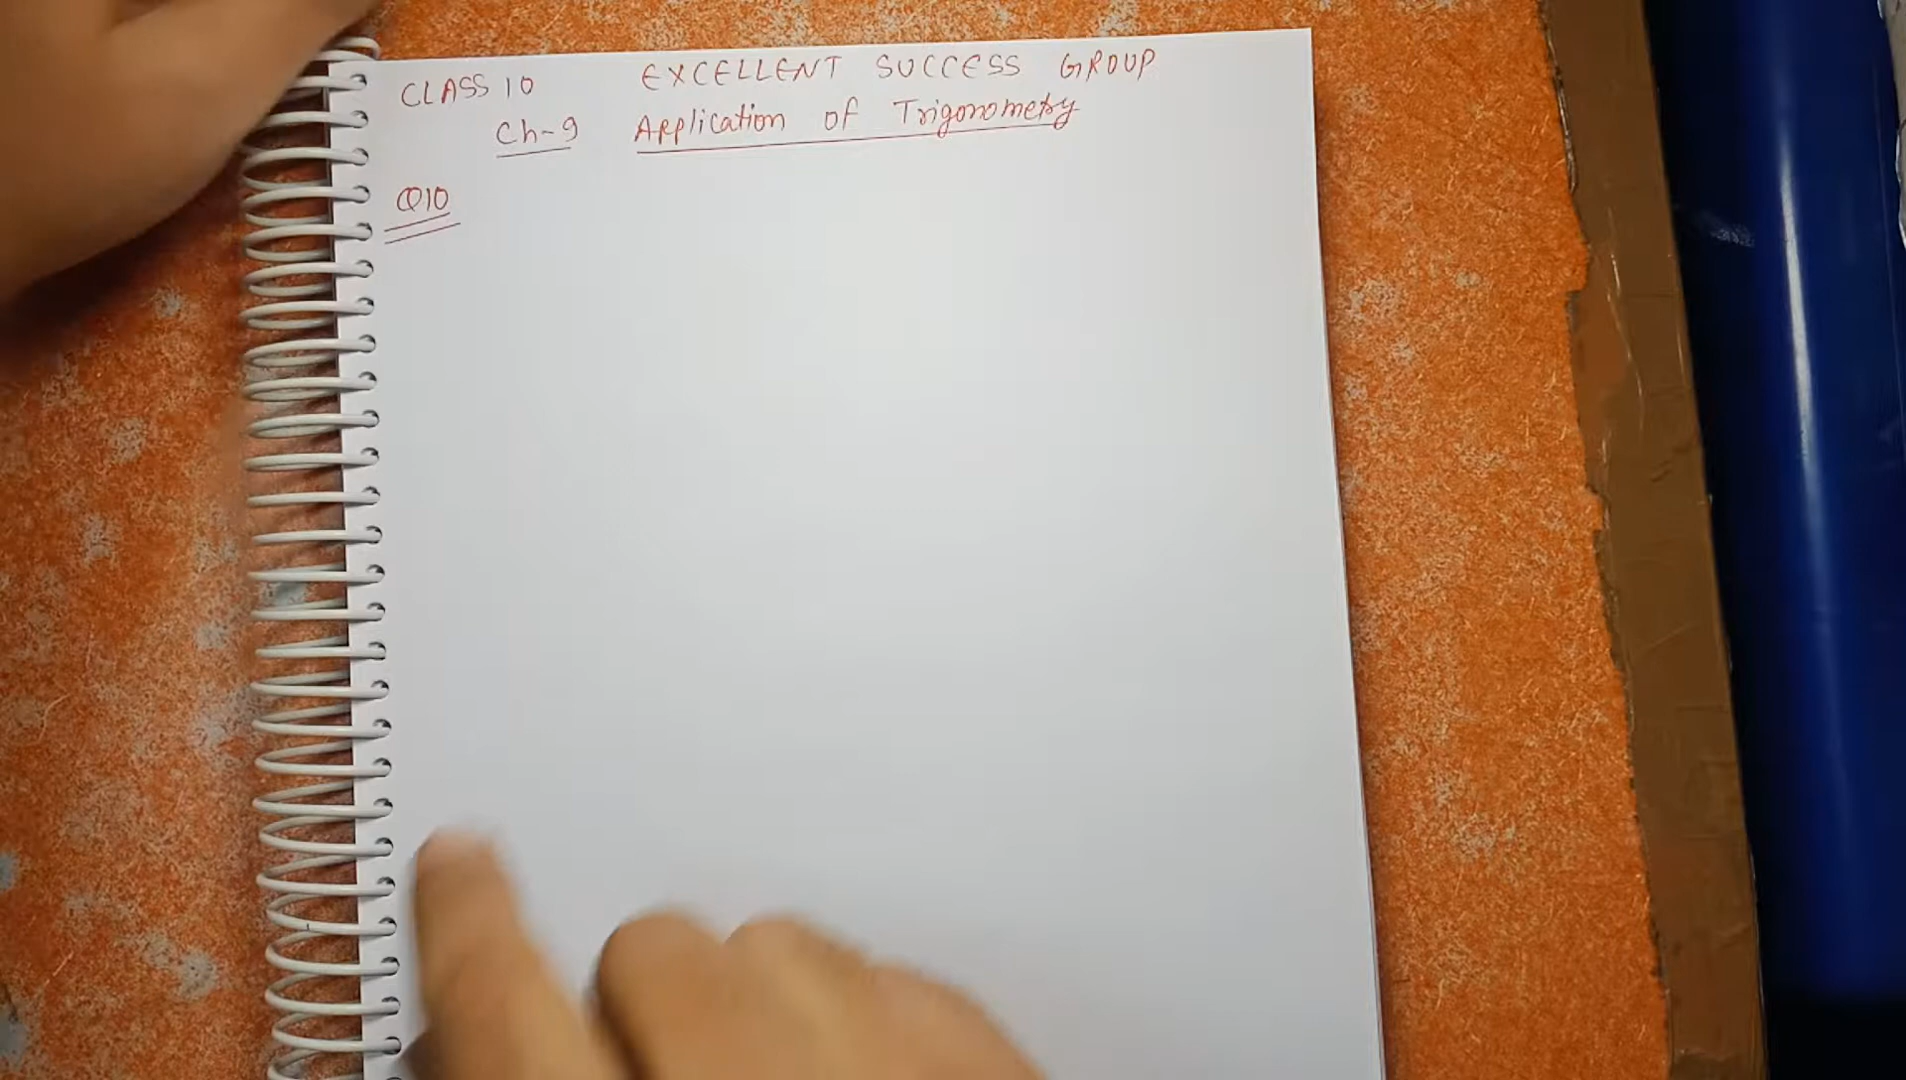 CLASS 10 EXCELLENT SUCCESS GROUP
Ch-9 Application of Trigonometry
Q10